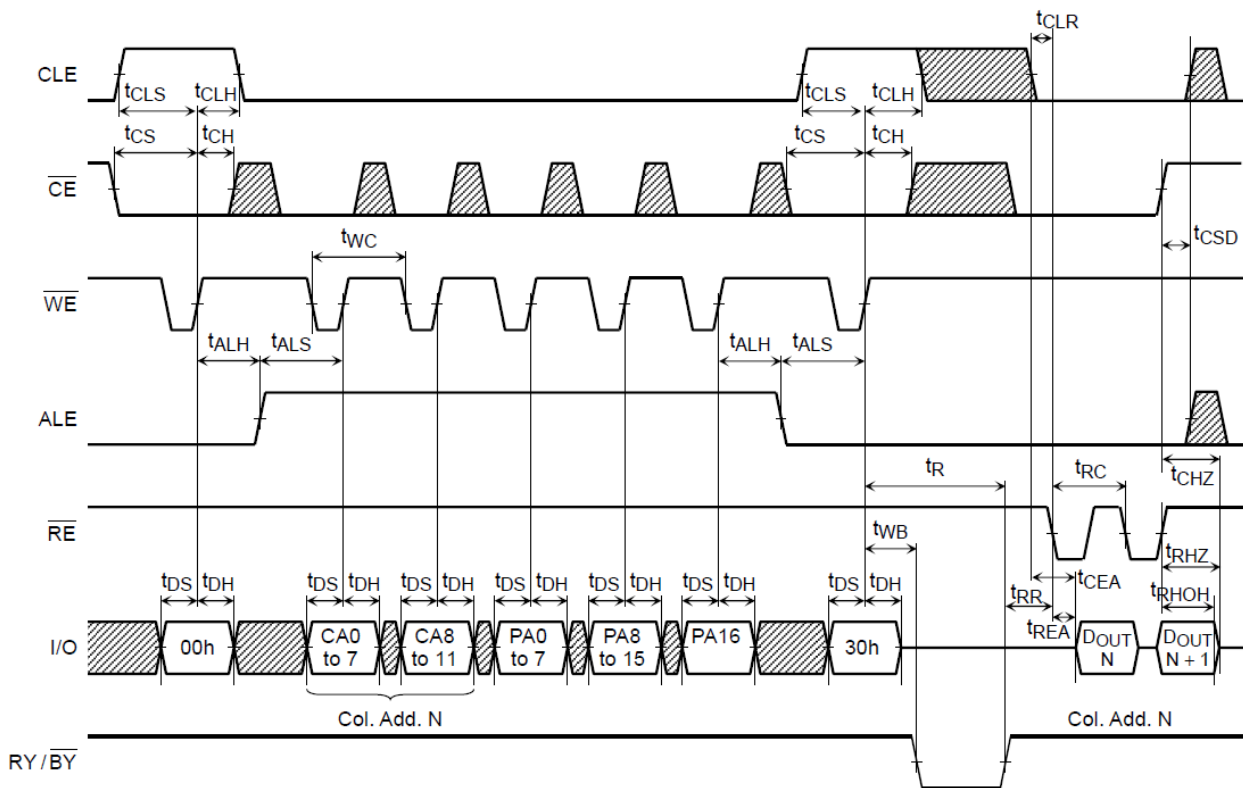 tCLR
CLE
tCLS tCLH tCLS tCLH
tCS tCH tCS tCH
CE
tWC tCSD
WE
tALH tALS tALH tALS
ALE
tR tRC tCHZ
RE
tWB tRHZ
tDS tDH tDS tDH tDS tDH tDS tDH tDS tDH tDS tDH tDS tDH tCEA
tRR tRHOH
tREA
I/O 00h CA0 to 7 CA8 to 11 PA0 to 7 PA8 to 15 PA16 30h DOUT N DOUT N + 1
Col. Add. N Col. Add. N
RY / BY